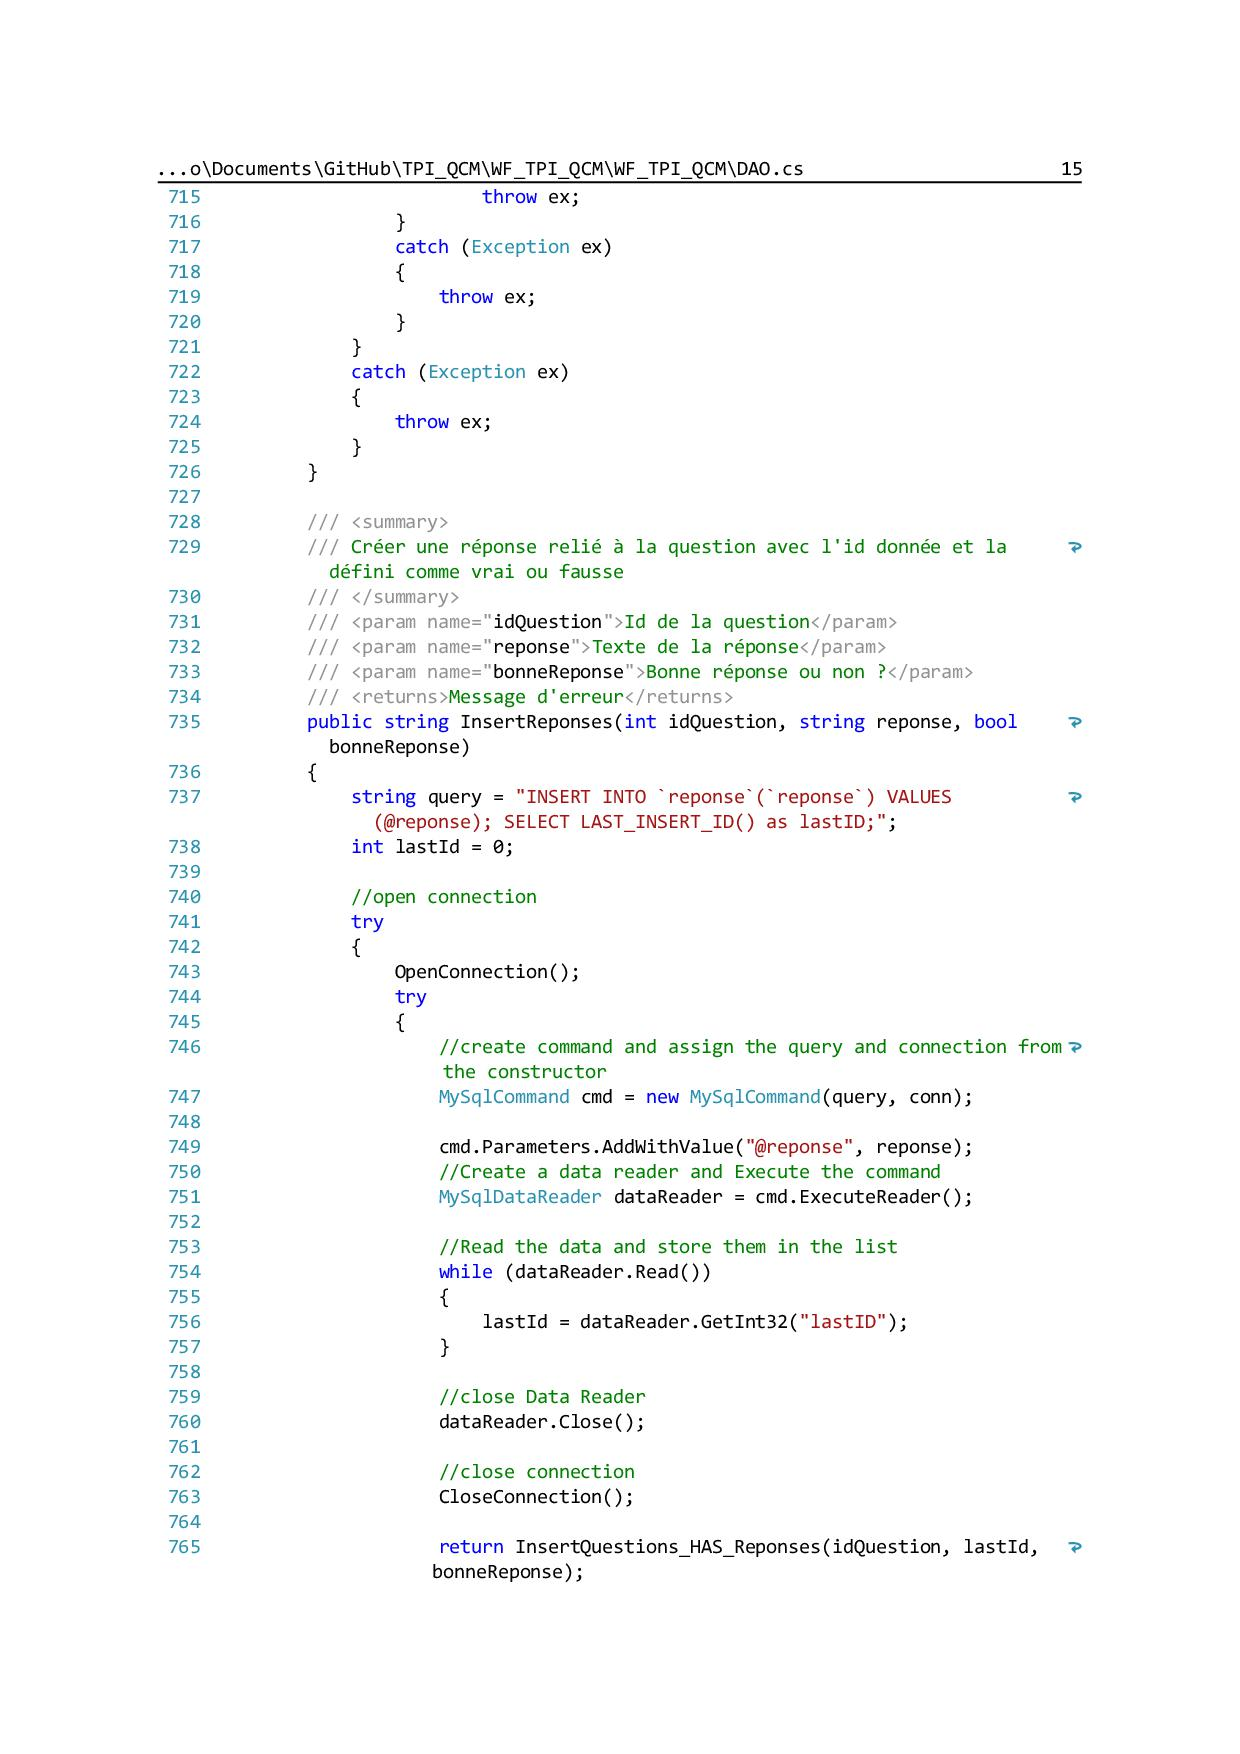 ...o\Documents\GitHub\TPI_QCM\WF_TPI_QCM\WF_TPI_QCM\DAO.cs 15
715 throw ex;
716 }
717 catch (Exception ex)
718 {
719 throw ex;
720 }
721 }
722 catch (Exception ex)
723 {
724 throw ex;
725 }
726 }
727
728 /// <summary>
729 /// Créer une réponse relié à la question avec l'id donnée et la
défini comme vrai ou fausse
730 /// </summary>
731 /// <param name="idQuestion">Id de la question</param>
732 /// <param name="reponse">Texte de la réponse</param>
733 /// <param name="bonneReponse">Bonne réponse ou non ?</param>
734 /// <returns>Message d'erreur</returns>
735 public string InsertReponses(int idQuestion, string reponse, bool
bonneReponse)
736 {
737 string query = "INSERT INTO `reponse`(`reponse`) VALUES
(@reponse); SELECT LAST_INSERT_ID() as lastID;";
738 int lastId = 0;
739
740 //open connection
741 try
742 {
743 OpenConnection();
744 try
745 {
746 //create command and assign the query and connection from
the constructor
747 MySqlCommand cmd = new MySqlCommand(query, conn);
748
749 cmd.Parameters.AddWithValue("@reponse", reponse);
750 //Create a data reader and Execute the command
751 MySqlDataReader dataReader = cmd.ExecuteReader();
752
753 //Read the data and store them in the list
754 while (dataReader.Read())
755 {
756 lastId = dataReader.GetInt32("lastID");
757 }
758
759 //close Data Reader
760 dataReader.Close();
761
762 //close connection
763 CloseConnection();
764
765 return InsertQuestions_HAS_Reponses(idQuestion, lastId,
bonneReponse);